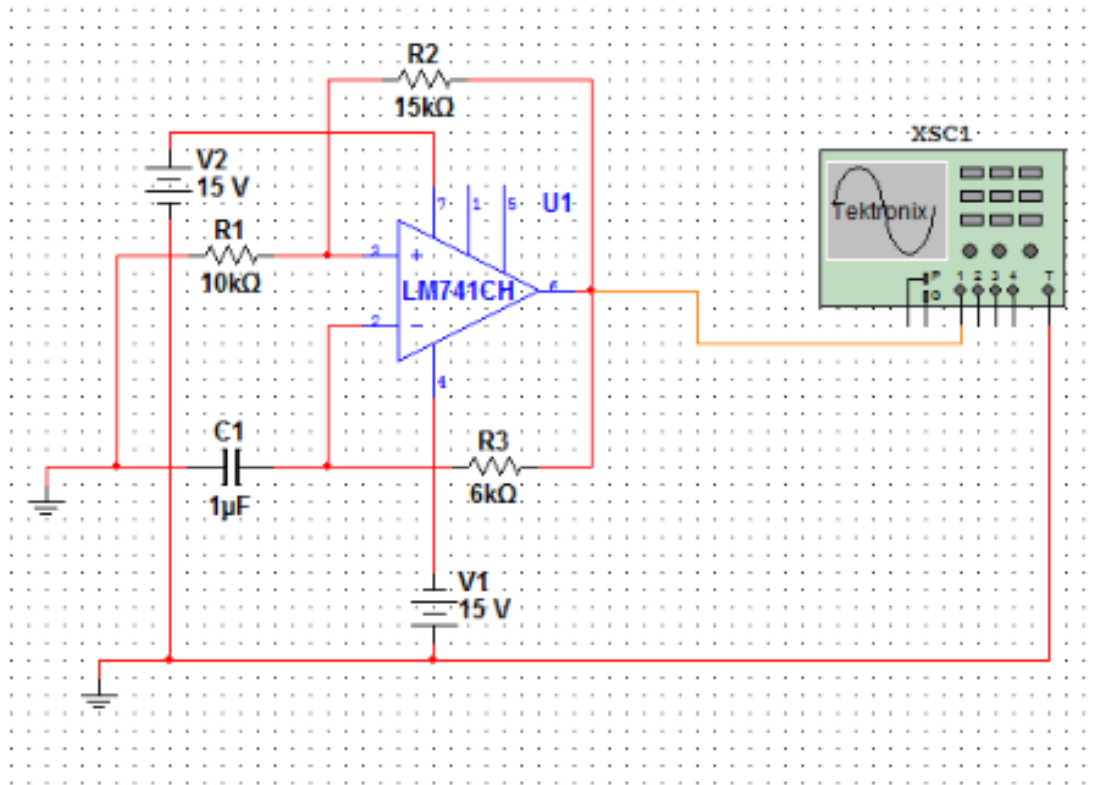 R2
15kΩ
XSC1
V2
15 V
7
1
5
U1
Tektronix
R1
10kΩ
3
+
LM741CH
6
P
G
1
2
3
4
T
2
−
4
C1
1µF
R3
6kΩ
V1
15 V